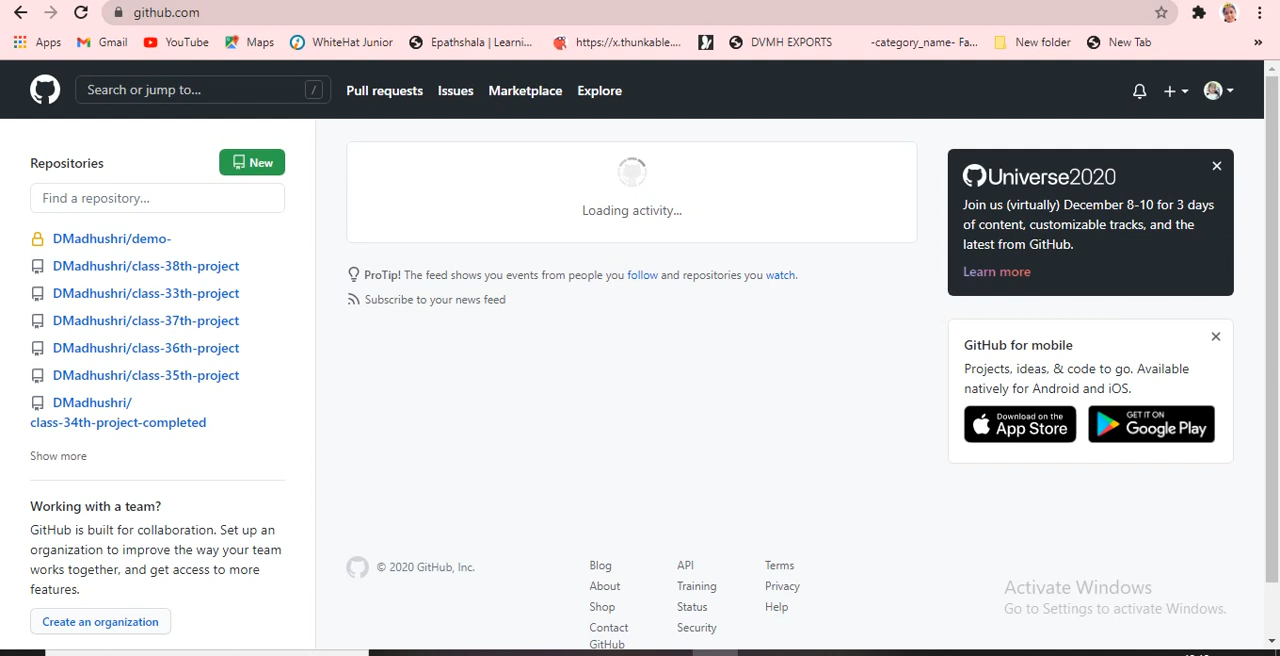 github.com
Apps Gmail YouTube Maps WhiteHat Junior Epathshala | Learni... https://x.thunkable.... DVMH EXPORTS -category_name- Fa... New folder New Tab »
Search or jump to... / Pull requests Issues Marketplace Explore
Repositories
New
Find a repository...
DMadhushri/demo-
DMadhushri/class-38th-project
DMadhushri/class-33th-project
DMadhushri/class-37th-project
DMadhushri/class-36th-project
DMadhushri/class-35th-project
DMadhushri/
class-34th-project-completed
Show more
Working with a team?
GitHub is built for collaboration. Set up an
organization to improve the way your team
works together, and get access to more
features.
Create an organization
Loading activity...
ProTip! The feed shows you events from people you follow and repositories you watch.
Subscribe to your news feed
Universe2020
Join us (virtually) December 8-10 for 3 days
of content, customizable tracks, and the
latest from GitHub.
Learn more
GitHub for mobile
Projects, ideas, & code to go. Available
natively for Android and iOS.
Download on the
App Store
GET IT ON
Google Play
© 2020 GitHub, Inc.
Blog
About
Shop
Contact
GitHub
API
Training
Status
Security
Terms
Privacy
Help
Activate Windows
Go to Settings to activate Windows.